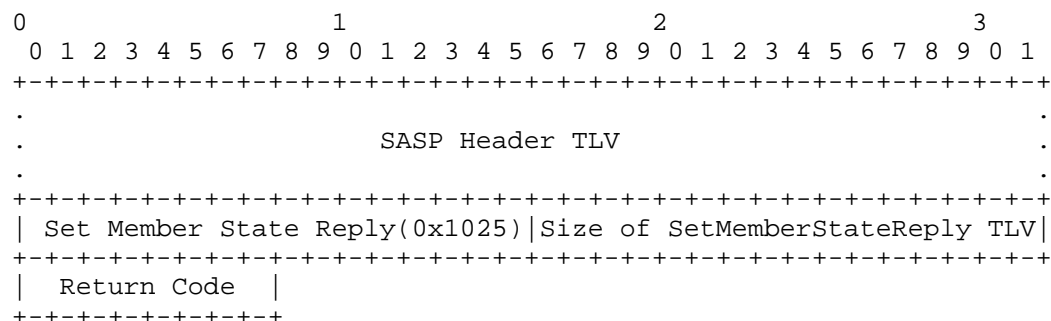 0                   1                   2                   3
 0 1 2 3 4 5 6 7 8 9 0 1 2 3 4 5 6 7 8 9 0 1 2 3 4 5 6 7 8 9 0 1
+-+-+-+-+-+-+-+-+-+-+-+-+-+-+-+-+-+-+-+-+-+-+-+-+-+-+-+-+-+-+-+-+
.                                                               .
.                      SASP Header TLV                          .
.                                                               .
+-+-+-+-+-+-+-+-+-+-+-+-+-+-+-+-+-+-+-+-+-+-+-+-+-+-+-+-+-+-+-+-+
| Set Member State Reply(0x1025)|Size of SetMemberStateReply TLV|
+-+-+-+-+-+-+-+-+-+-+-+-+-+-+-+-+-+-+-+-+-+-+-+-+-+-+-+-+-+-+-+-+
|  Return Code  |
+-+-+-+-+-+-+-+-+